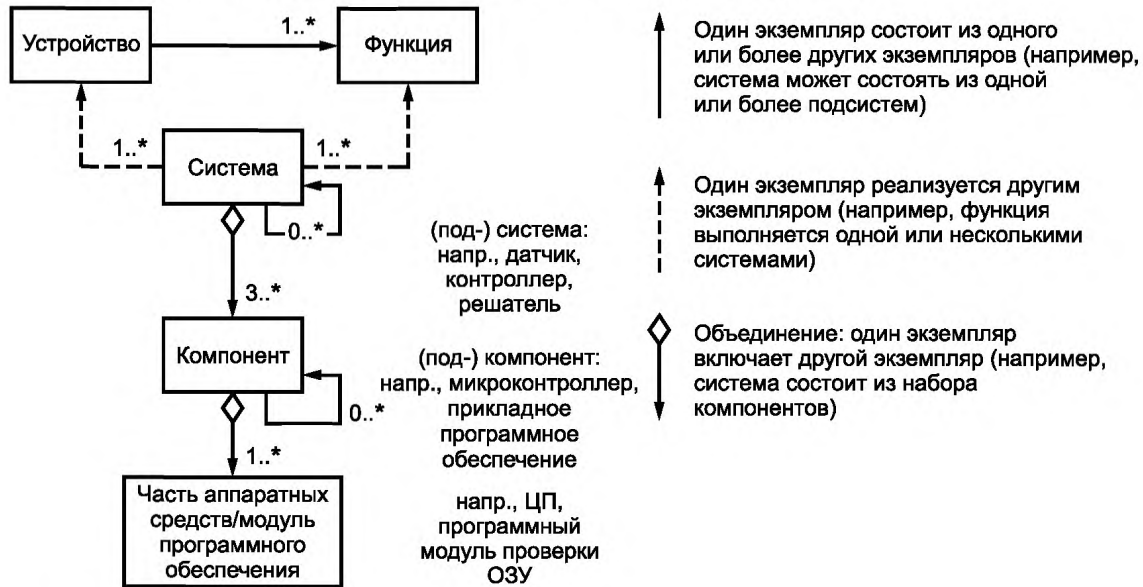 Устройство
1..*
Функция
1..*
Система
1..*
0..*
3..*
Компонент
0..*
1..*
Часть аппаратных
средств/модуль
программного
обеспечения
(под-) система:
напр., датчик,
контроллер,
решатель
(под-) компонент:
напр., микроконтроллер,
прикладное
программное
обеспечение
напр., ЦП,
программный
модуль проверки
ОЗУ
Один экземпляр состоит из одного
или более других экземпляров (например,
система может состоять из одной
или более подсистем)
Один экземпляр реализуется другим
экземпляром (например, функция
выполняется одной или несколькими
системами)
Объединение: один экземпляр
включает другой экземпляр (например,
система состоит из набора
компонентов)